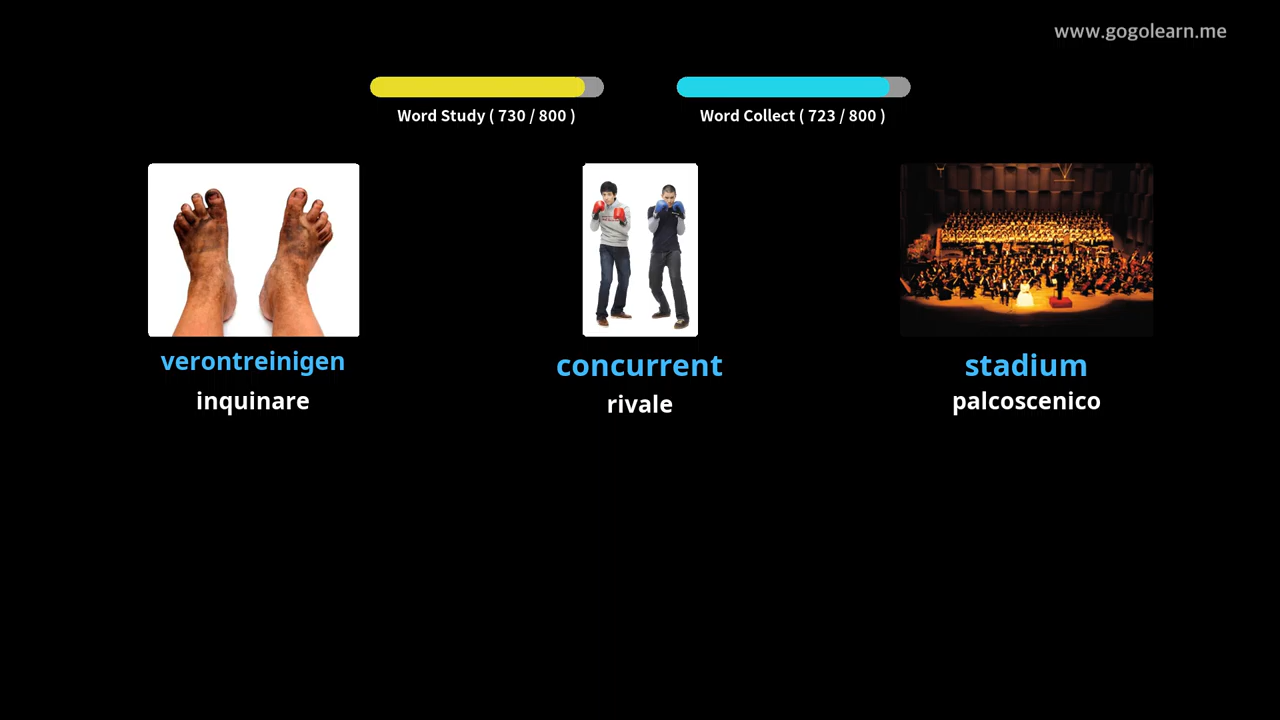 www.gogolearn.me
Word Study ( 730 / 800 )
Word Collect ( 723 / 800 )
verontreinigen
concurrent
stadium
inquinare
rivale
palcoscenico